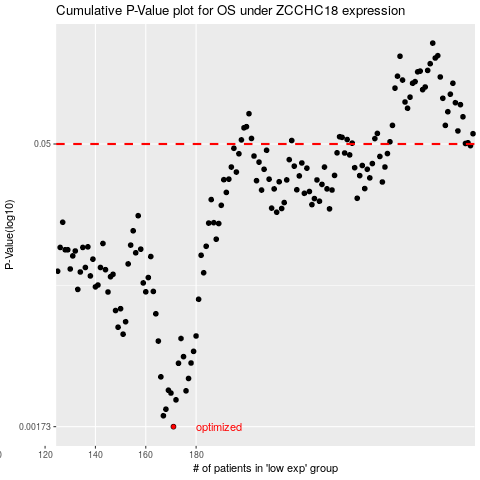 Cumulative P-Value plot for OS under ZCCHC18 expression
P-Value(log10)
0.05
0.00173
optimized
0 120 140 160 180
# of patients in 'low exp' group